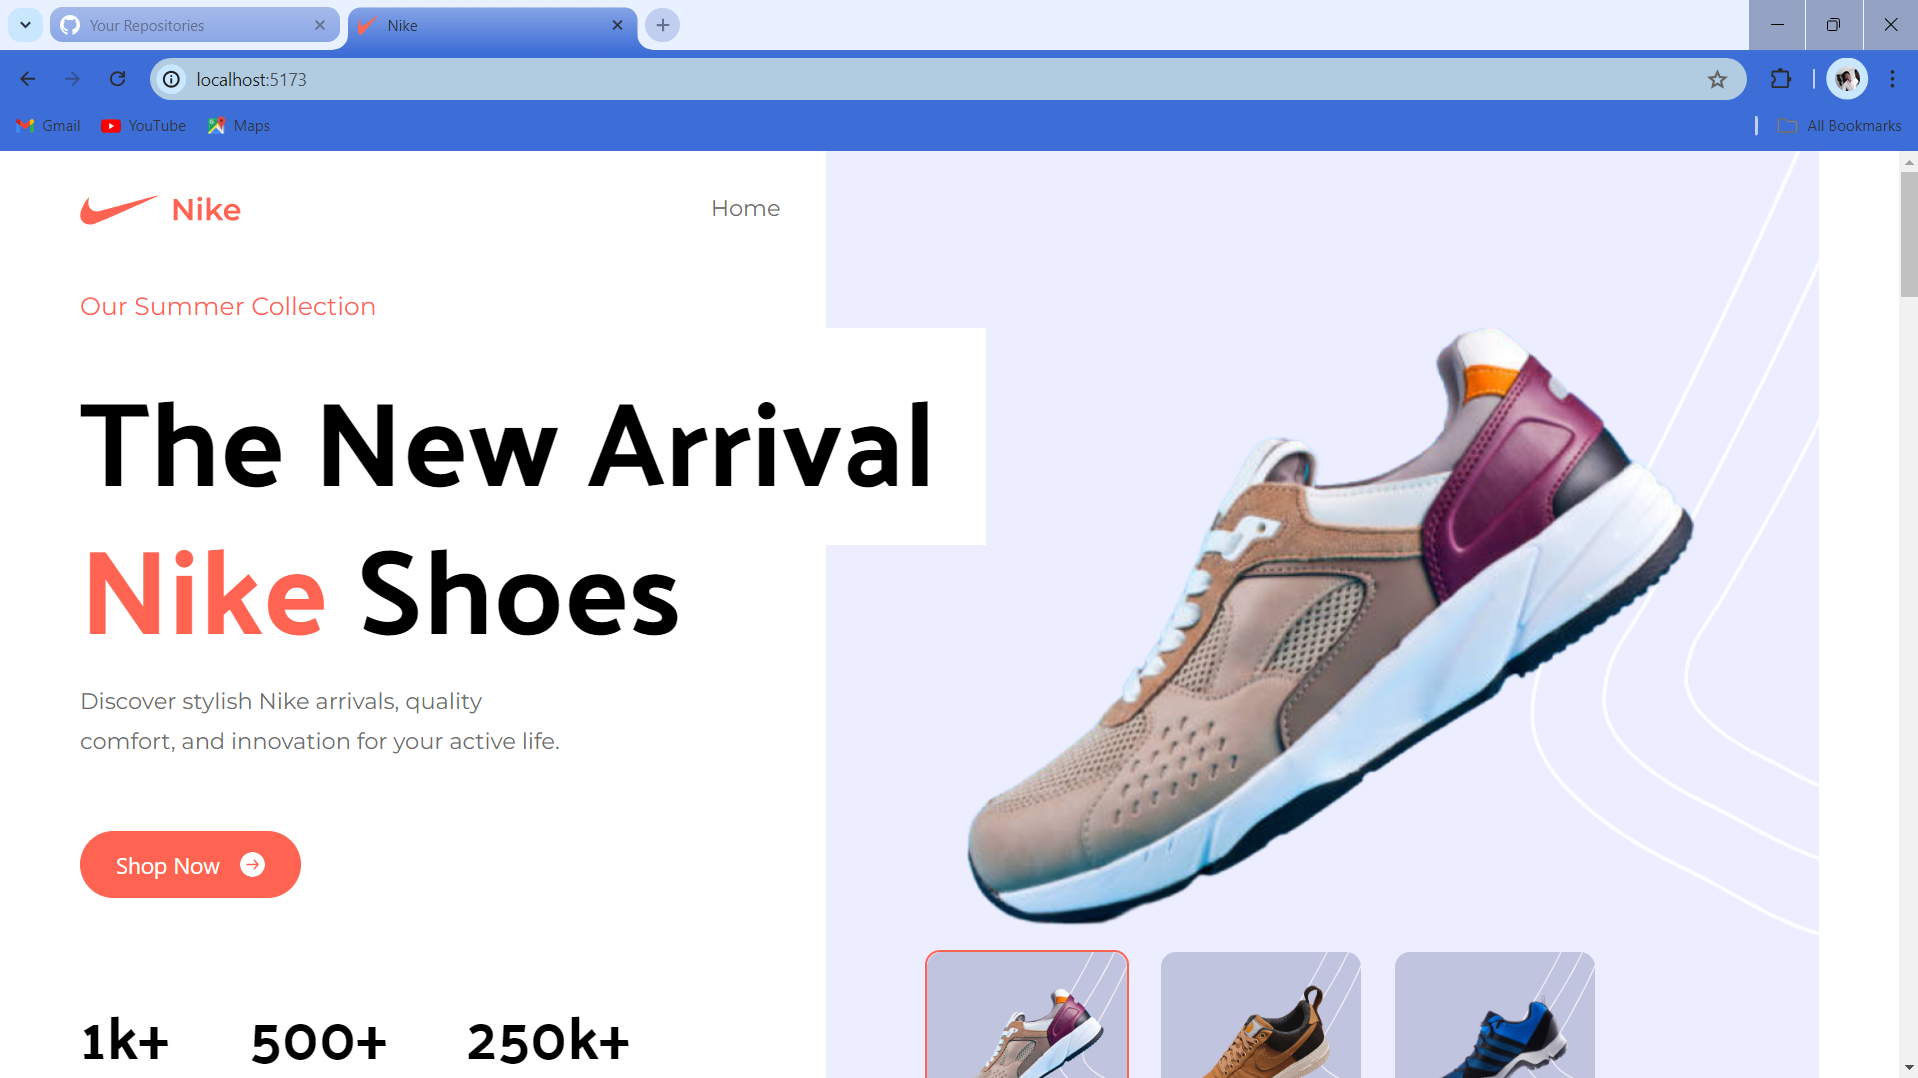 Your Repositories
Nike
localhost:5173
Gmail YouTube Maps All Bookmarks
Nike Home
Our Summer Collection
The New Arrival
Nike Shoes
Discover stylish Nike arrivals, quality
comfort, and innovation for your active life.
Shop Now
1k+ 500+ 250k+